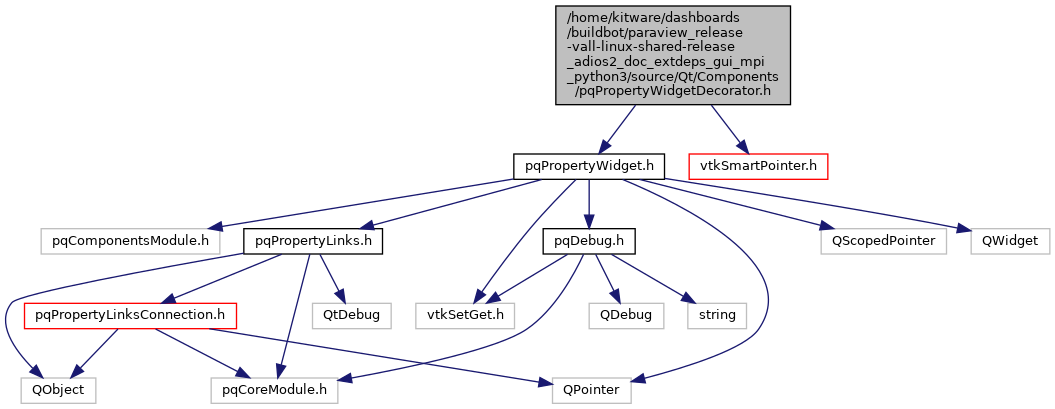 /home/kitware/dashboards
/buildbot/paraview_release
-vall-linux-shared-release
_adios2_doc_extdeps_gui_mpi
_python3/source/Qt/Components
/pqPropertyWidgetDecorator.h
pqPropertyWidget.h
vtkSmartPointer.h
pqComponentsModule.h
pqPropertyLinks.h
pqDebug.h
QScopedPointer
QWidget
pqPropertyLinksConnection.h
QtDebug
vtkSetGet.h
QDebug
string
QObject
pqCoreModule.h
QPointer